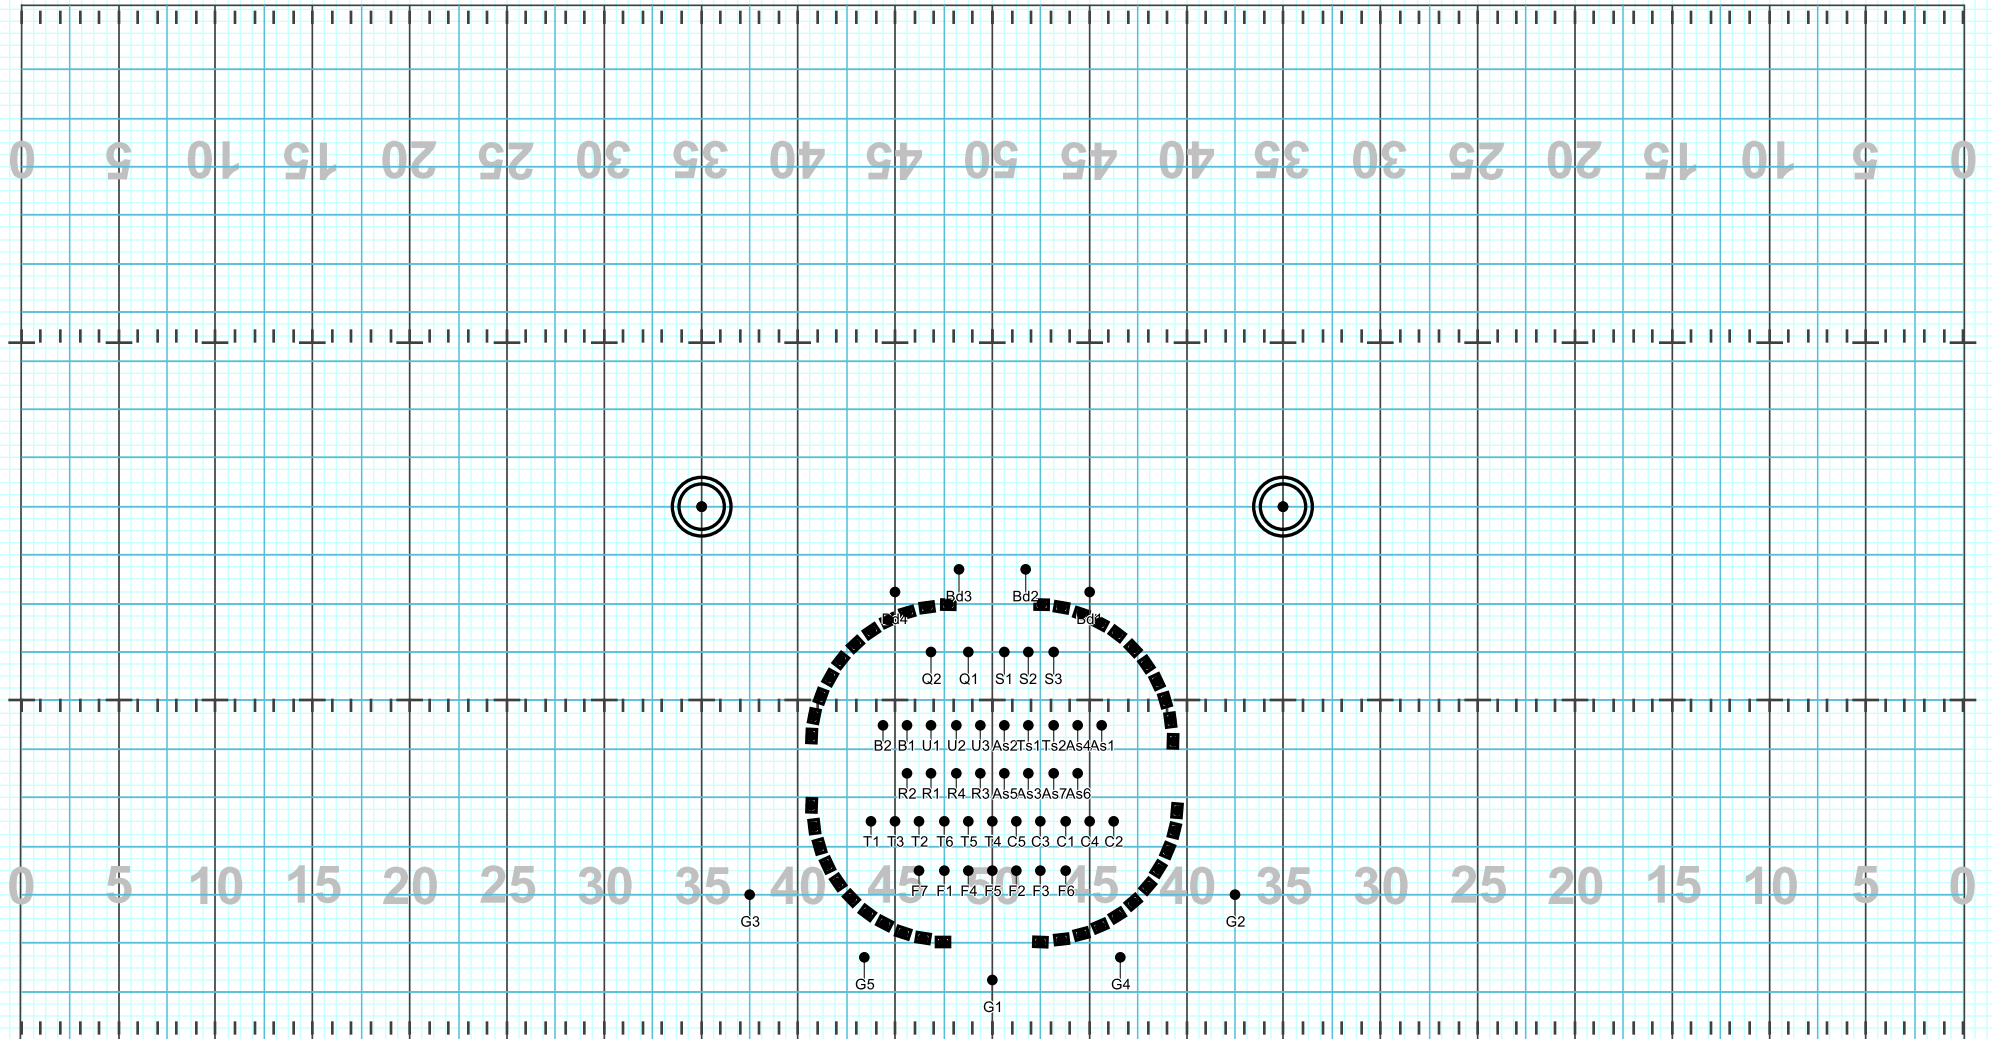 0 5 10 15 20 25 30 35 40 45 50 45 40 35 30 25 20 15 10 5 0
Bd3 Bd2
Bd4 Bd1
Q2 Q1 S1 S2 S3
B2 B1 U1 U2 U3 As2 Ts1 Ts2 As4 As1
R2 R1 R4 R3 As5 As3 As7 As6
T1 T3 T2 T6 T5 T4 C5 C3 C1 C4 C2
0 5 10 15 20 25 30 35 40 45 50 45 40 35 30 25 20 15 10 5 0
F7 F1 F4 F5 F2 F3 F6
G3 G2
G5 G4
G1